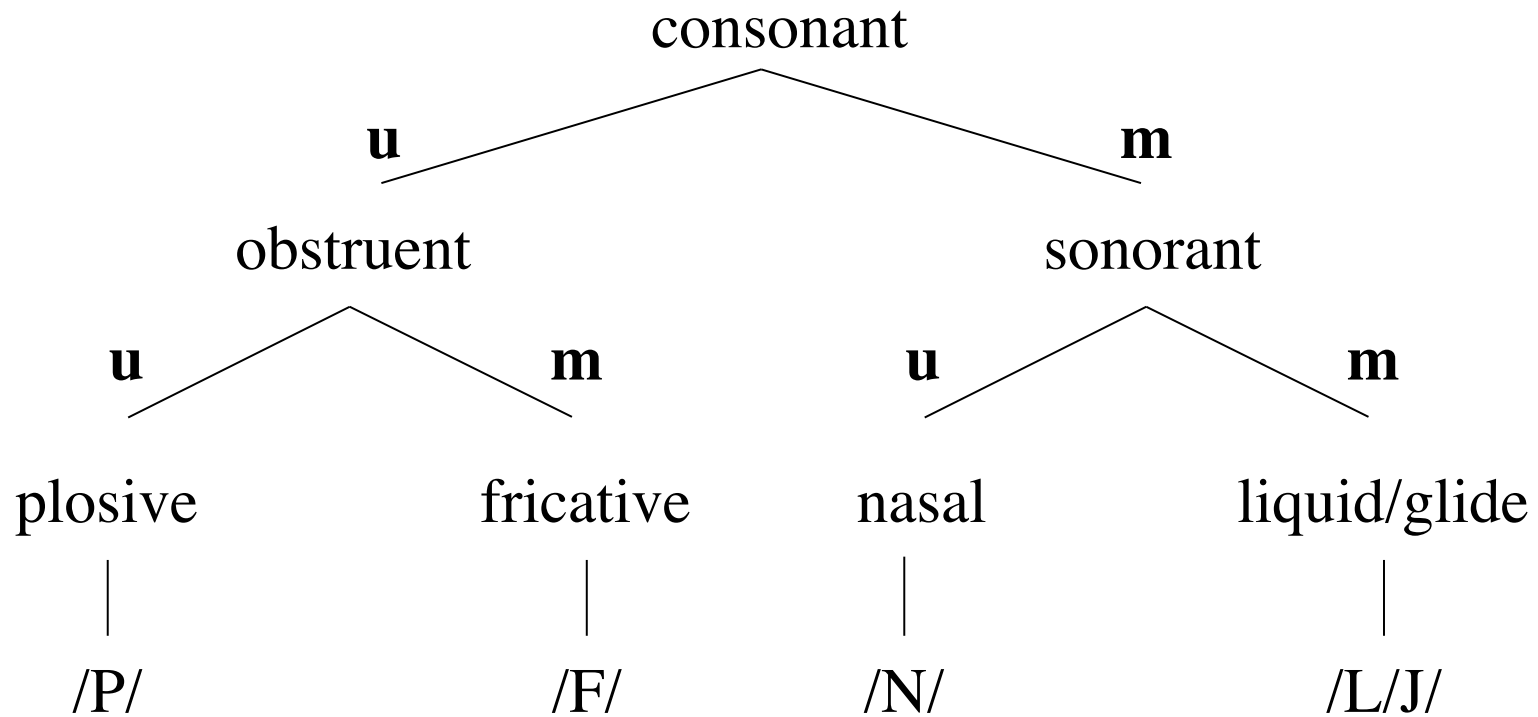 consonant
u m
obstruent sonorant
u m u m
plosive fricative nasal liquid/glide
/P/ /F/ /N/ /L/J/